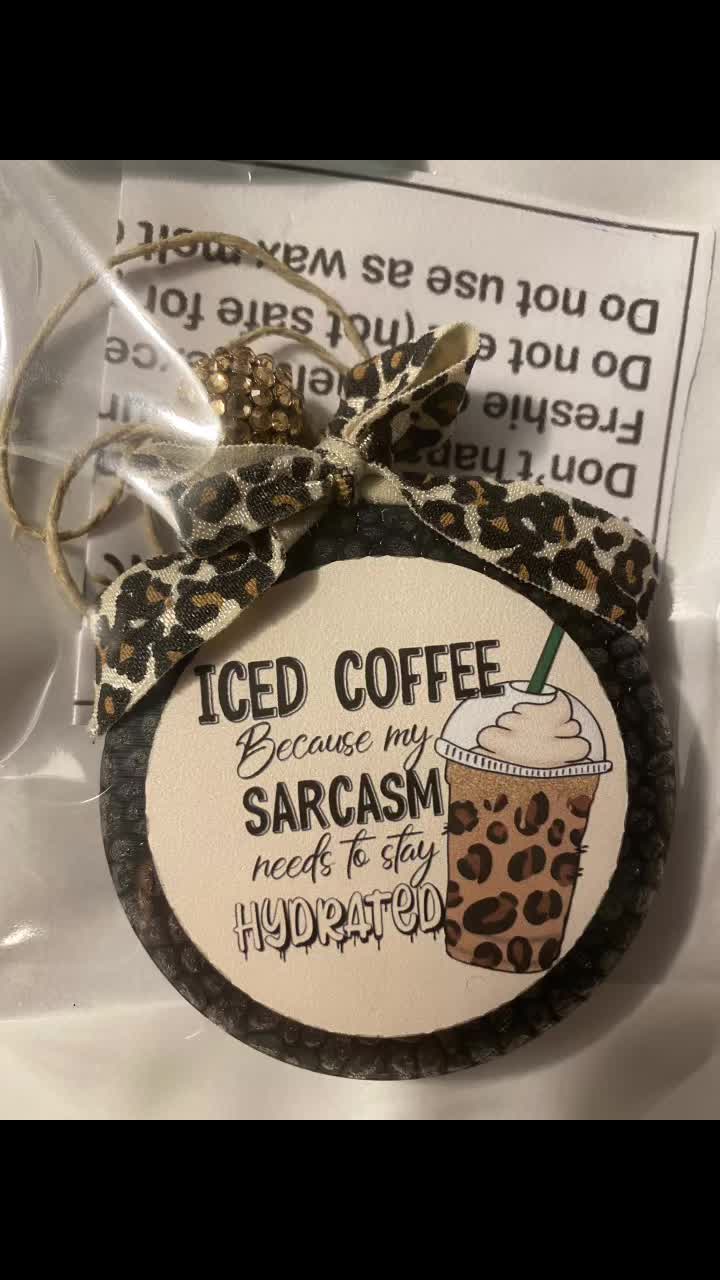 ICED COFFEE
Because my
SARCASM
needs to stay
HYDRATED
Don't
Freshie
Do not (not safe for
Do not use as wax melt